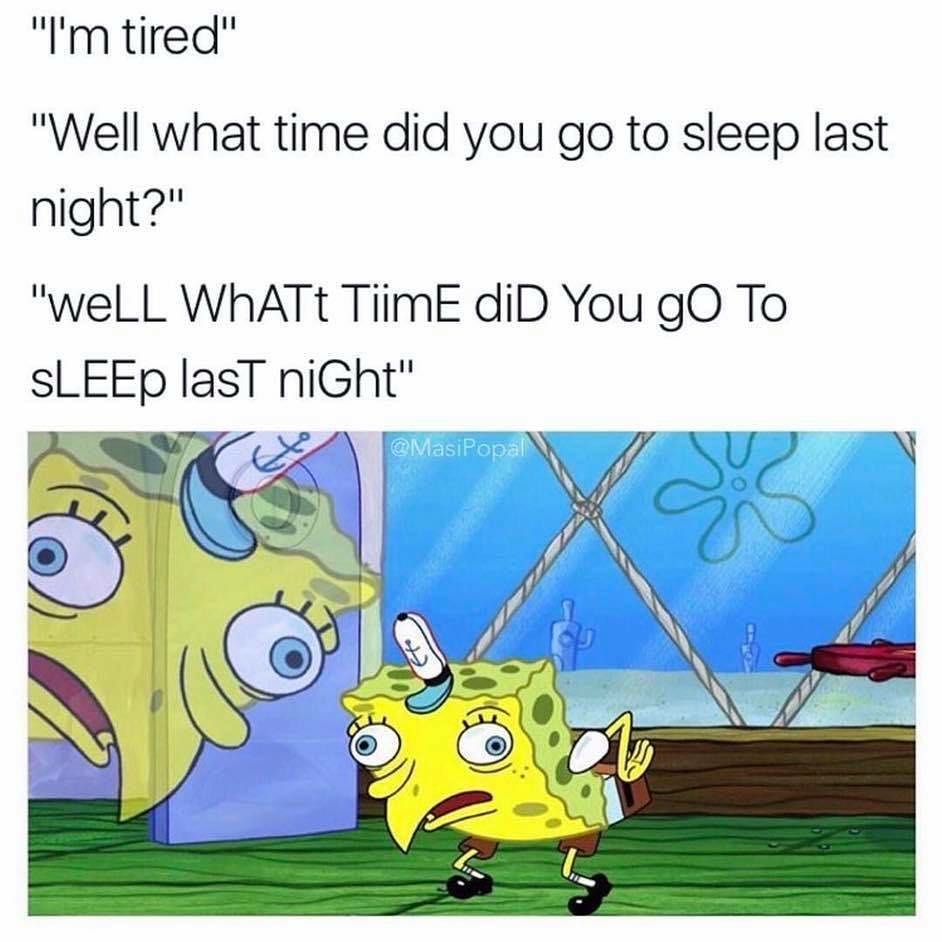 "I'm tired"
"Well what time did you go to sleep last
night?"
"weLL WhATt TiimE diD You gO To
sLEEp lasT niGht"
@MasiPopal